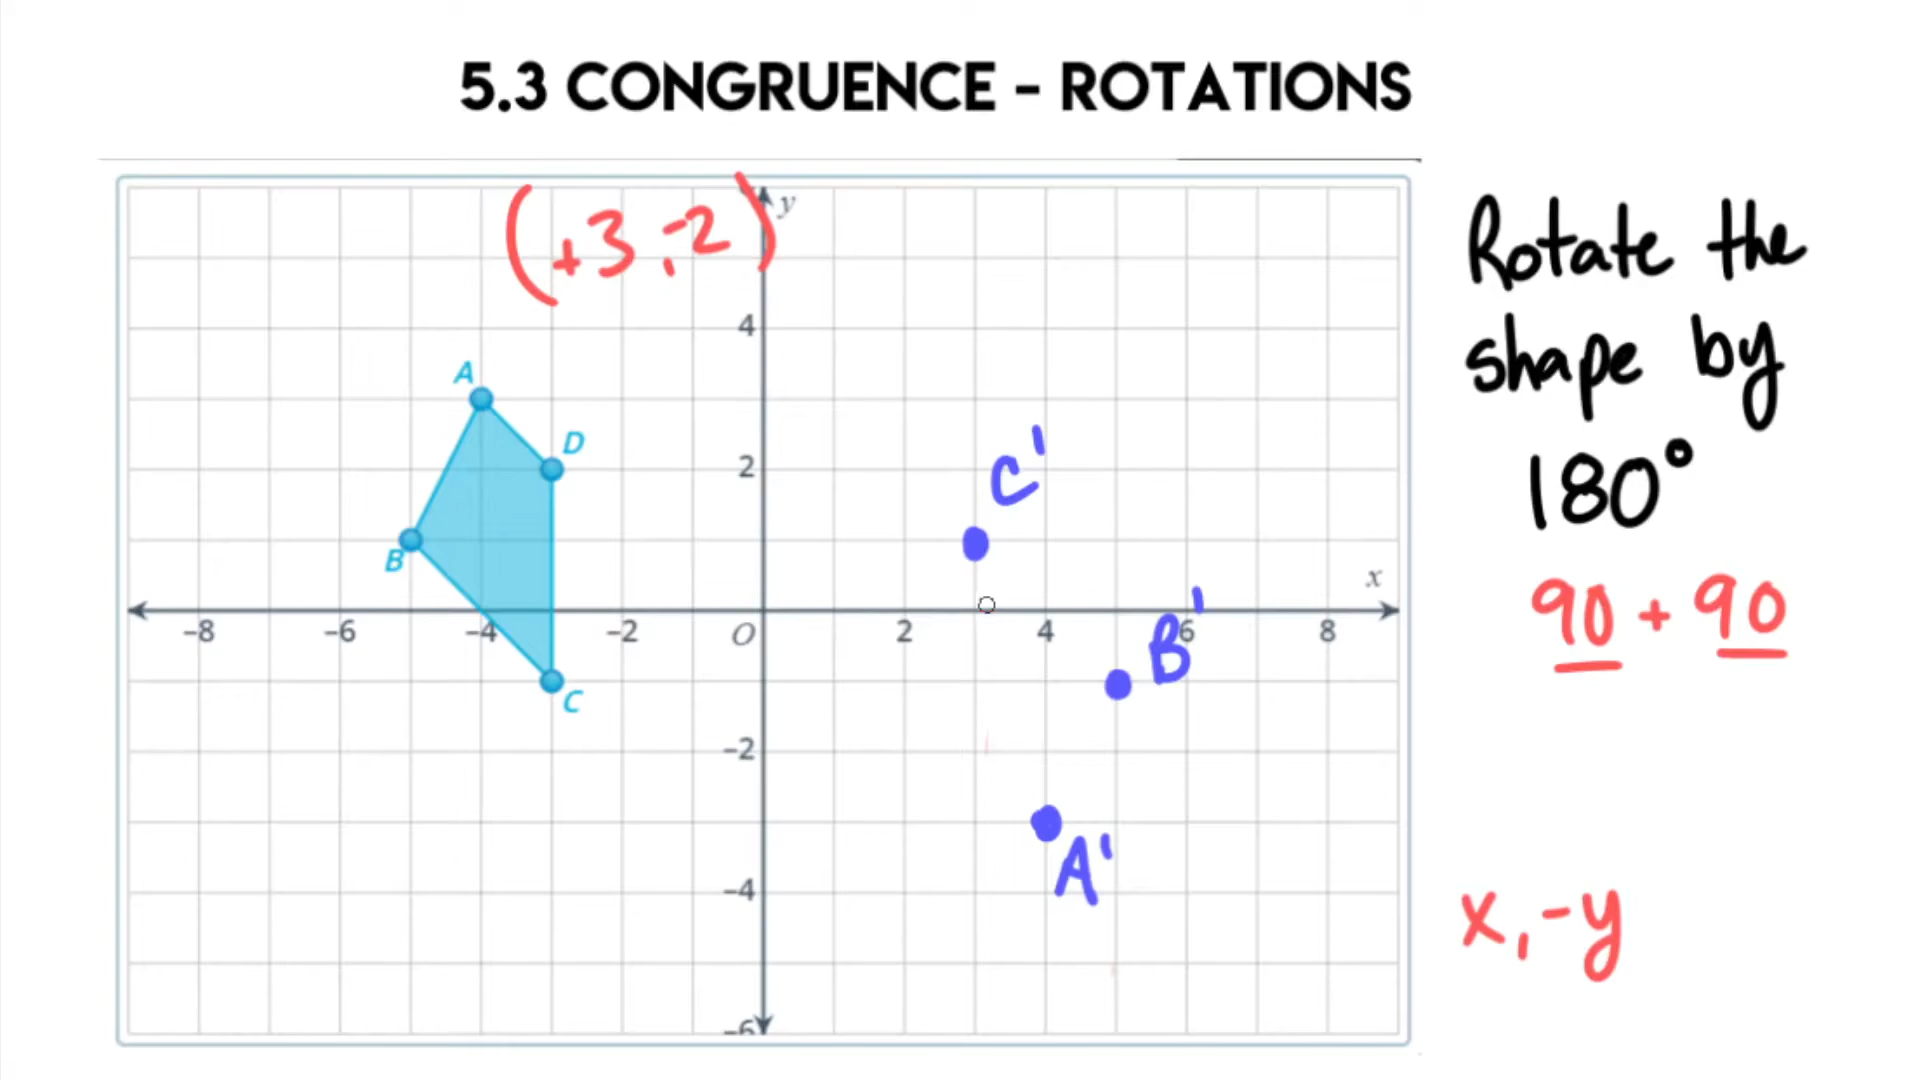 5.3 CONGRUENCE - ROTATIONS
(+3, -2)
y
4
A
D
2
C'
B
x
-8 -6 -4 -2 O 2 4 6 8
B'
C
-2
A'
-4
-6
Rotate the
shape by
180°
90 + 90
x, -y